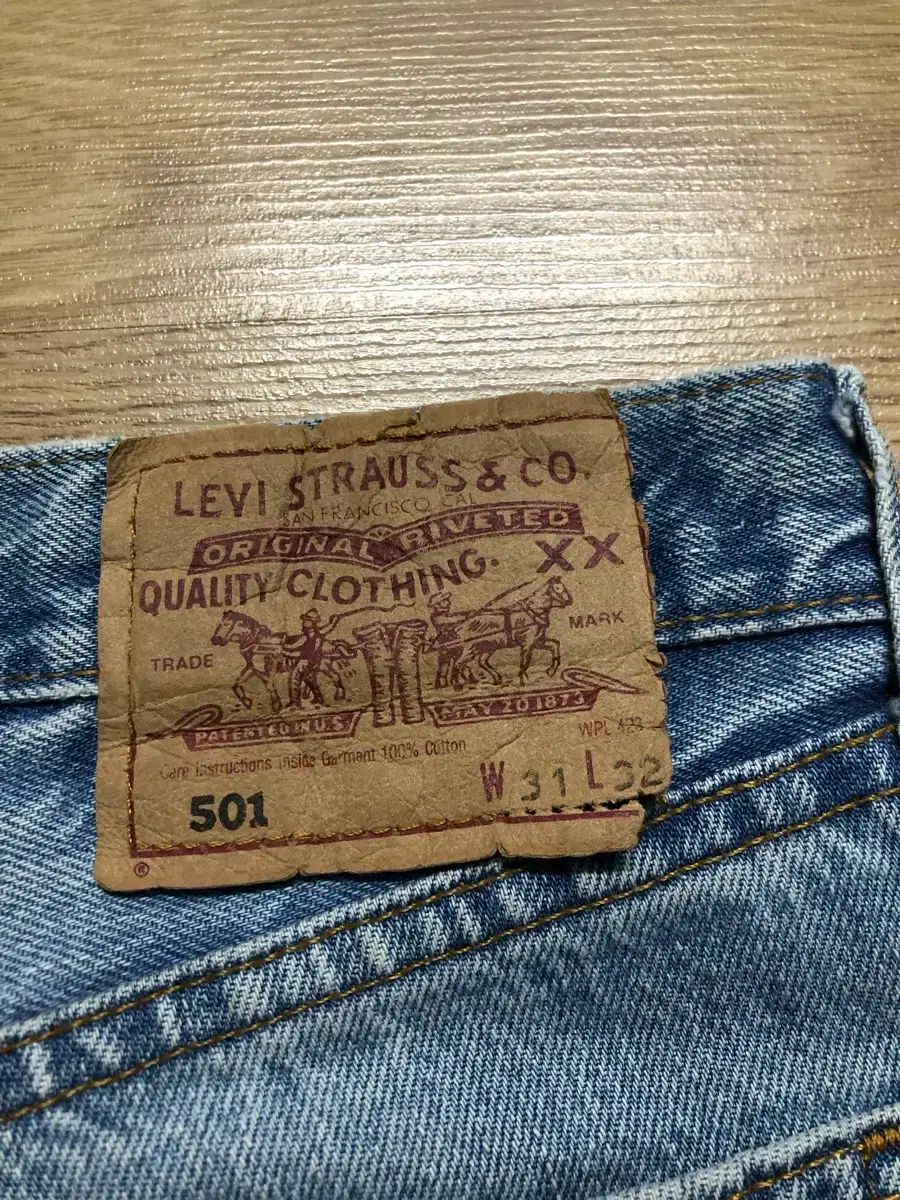 LEVI STRAUSS & CO.
SAN FRANCISCO, CAL
ORIGINAL RIVETED
QUALITY CLOTHING. XX
TRADE MARK
PATENTED IN U.S. MAY 20 1873
WPL 423
Care Instructions Inside Garment 100% Cotton
501 W 31 L 32
®